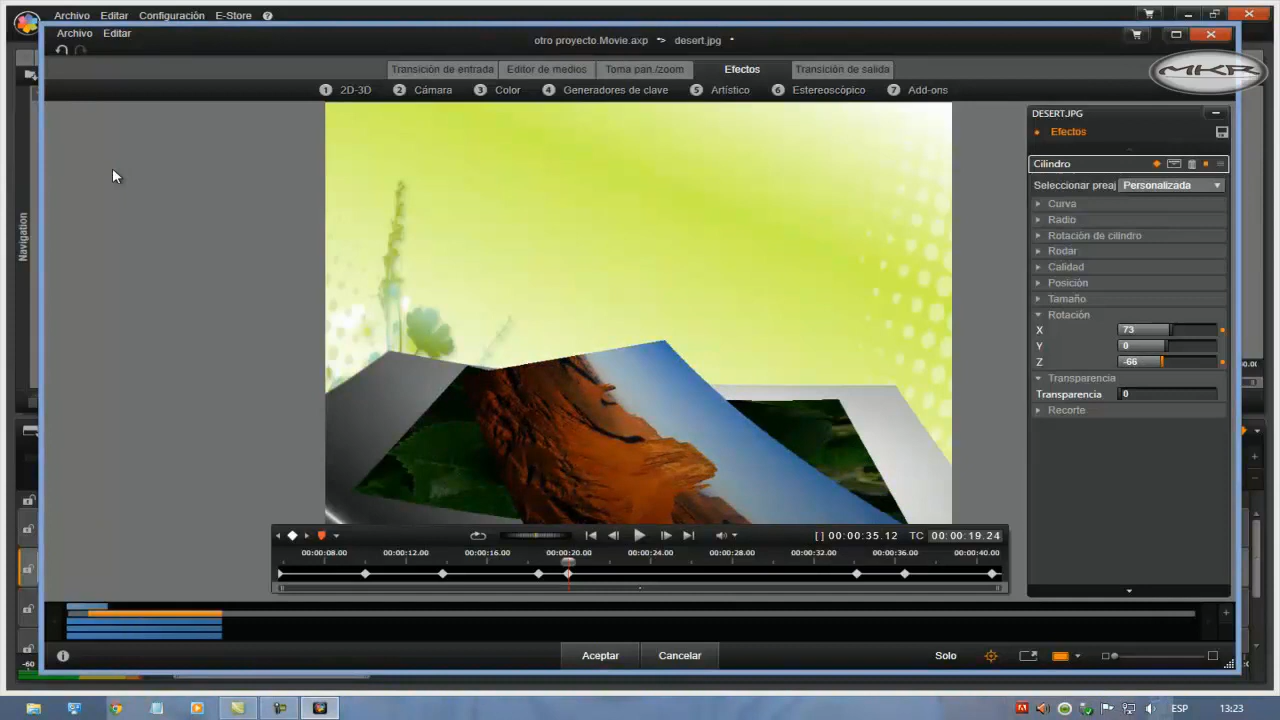 Archivo Editar Configuración E-Store ?
Archivo Editar
otro proyecto.Movie.axp -> desert.jpg
Transición de entrada Editor de medios Toma pan./zoom Efectos Transición de salida
MKR
1 2D-3D 2 Cámara 3 Color 4 Generadores de clave 5 Artístico 6 Estereoscópico 7 Add-ons
DESERT.JPG
Efectos
Cilindro
Seleccionar preaj Personalizada
Curva
Radio
Rotación de cilindro
Rodar
Calidad
Posición
Tamaño
Rotación
X 73
Y 0
Z -66
Transparencia
Transparencia 0
Recorte
Navigation
[ ] 00:00:35.12 TC 00:00:19.24
00:00:08.00 00:00:12.00 00:00:16.00 00:00:20.00 00:00:24.00 00:00:28.00 00:00:32.00 00:00:36.00 00:00:40.00
Aceptar Cancelar Solo
-60
ESP 13:23